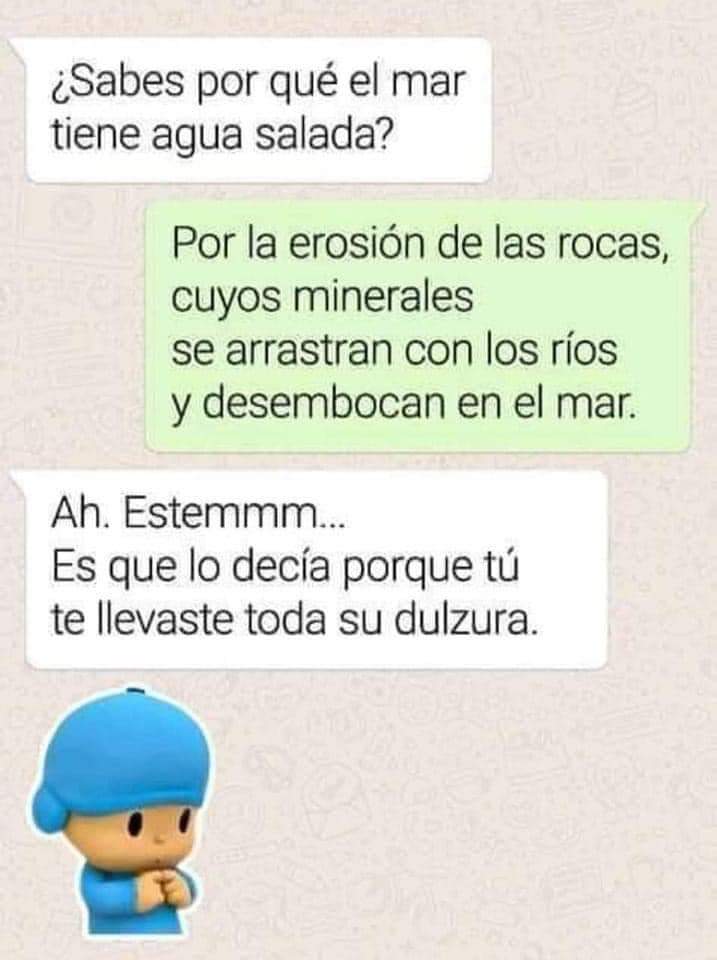 ¿Sabes por qué el mar
tiene agua salada?
Por la erosión de las rocas,
cuyos minerales
se arrastran con los ríos
y desembocan en el mar.
Ah. Estemmm...
Es que lo decía porque tú
te llevaste toda su dulzura.